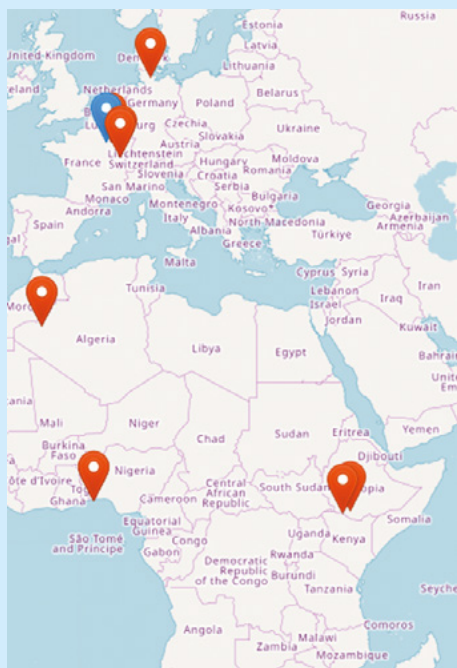 Russia
Estonia
Latvia
United Kingdom
Lithuania
Netherlands
Belarus
Germany
Poland
Czechia
Ukraine
Slovakia
Austria
Liechtenstein
Moldova
France
Switzerland
Hungary
Romania
Slovenia
Croatia
San Marino
Serbia
Monaco
Bulgaria
Georgia
Andorra
Montenegro
Kosovo*
Azerbaijan
Spain
Italy
North Macedonia
Armenia
Albania
Türkiye
Greece
Malta
Cyprus
Syria
Tunisia
Lebanon
Iran
Israel
Iraq
Jordan
Algeria
Kuwait
Libya
Egypt
Yemen
Mali
Niger
Chad
Sudan
Eritrea
Burkina
Faso
Djibouti
Nigeria
Ghana
Central
African
Republic
South Sudan
Somalia
Cameroon
Equatorial
Guinea
São Tomé
and Príncipe
Uganda
Congo
Kenya
Gabon
Rwanda
Democratic
Republic
of the Congo
Burundi
Tanzania
Comoros
Angola
Malawi
Zambia
Mozambique